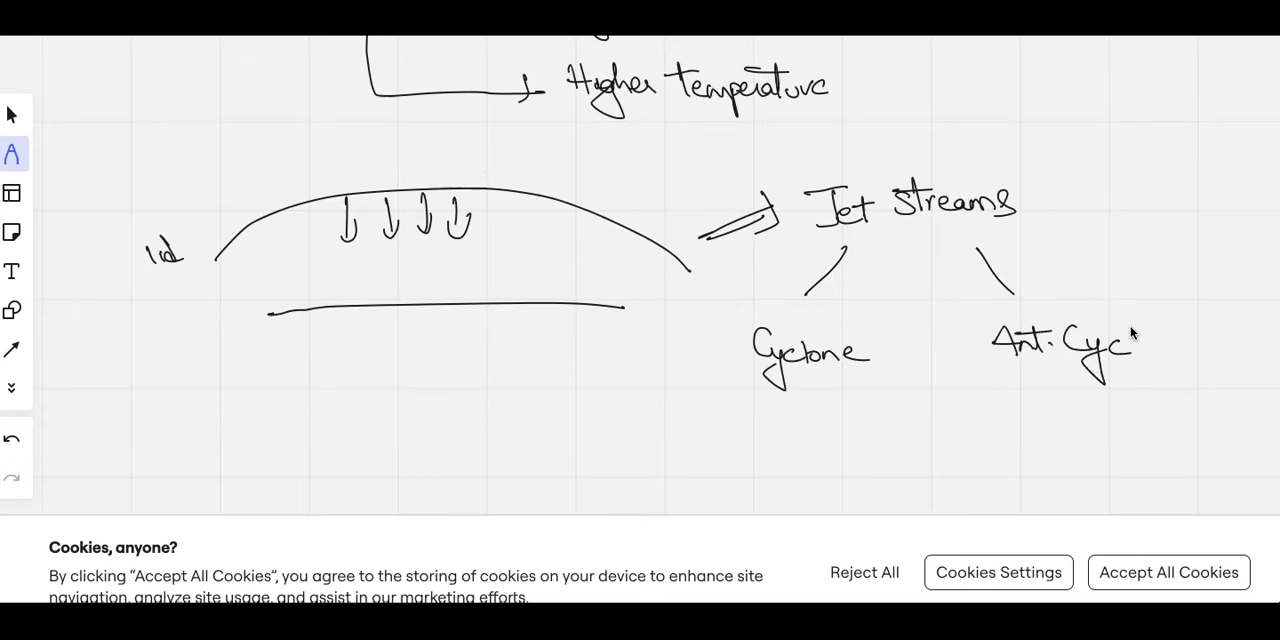 Higher temperature
Jet Streams
lid
Cyclone
Anti Cyc
Cookies, anyone?
By clicking “Accept All Cookies”, you agree to the storing of cookies on your device to enhance site
navigation, analyze site usage, and assist in our marketing efforts.
Reject All
Cookies Settings
Accept All Cookies